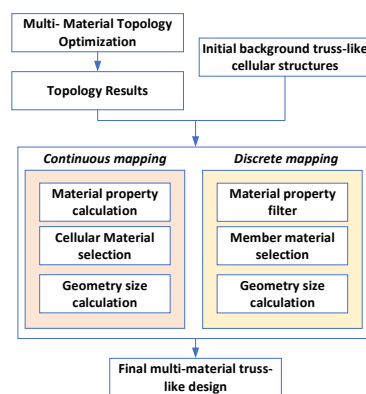 Multi- Material Topology
Optimization
Initial background truss-like
cellular structures
Topology Results
Continuous mapping
Discrete mapping
Material property
calculation
Material property
filter
Cellular Material
selection
Member material
selection
Geometry size
calculation
Geometry size
calculation
Final multi-material truss-
like design